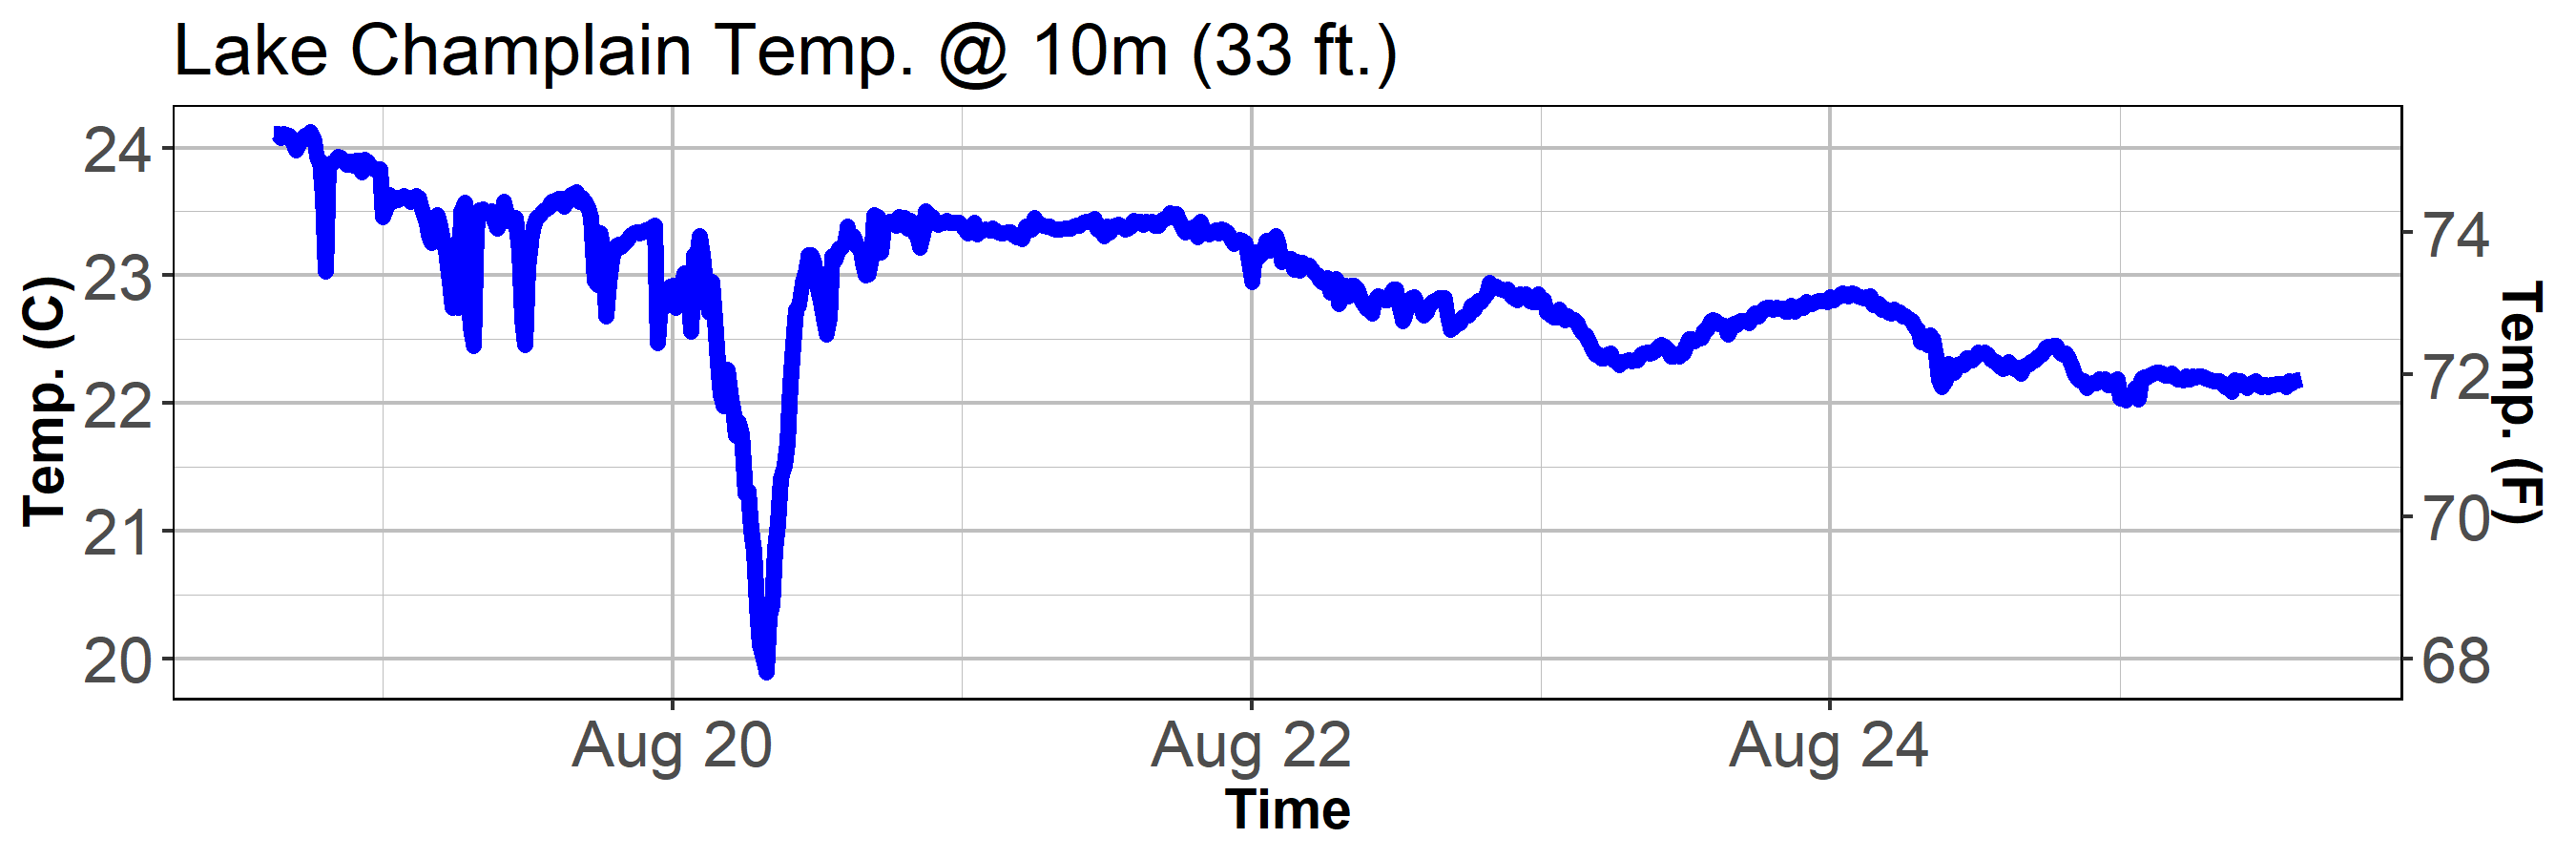 Lake Champlain Temp. @ 10m (33 ft.)
Temp. (C)
24
23
22
21
20
74
72
70
68
Temp. (F)
Aug 20 Aug 22 Aug 24
Time